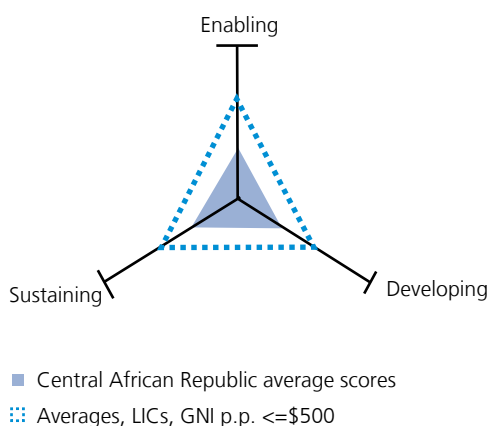 Enabling
Sustaining
Developing
Central African Republic average scores
Averages, LICs, GNI p.p. <=$500